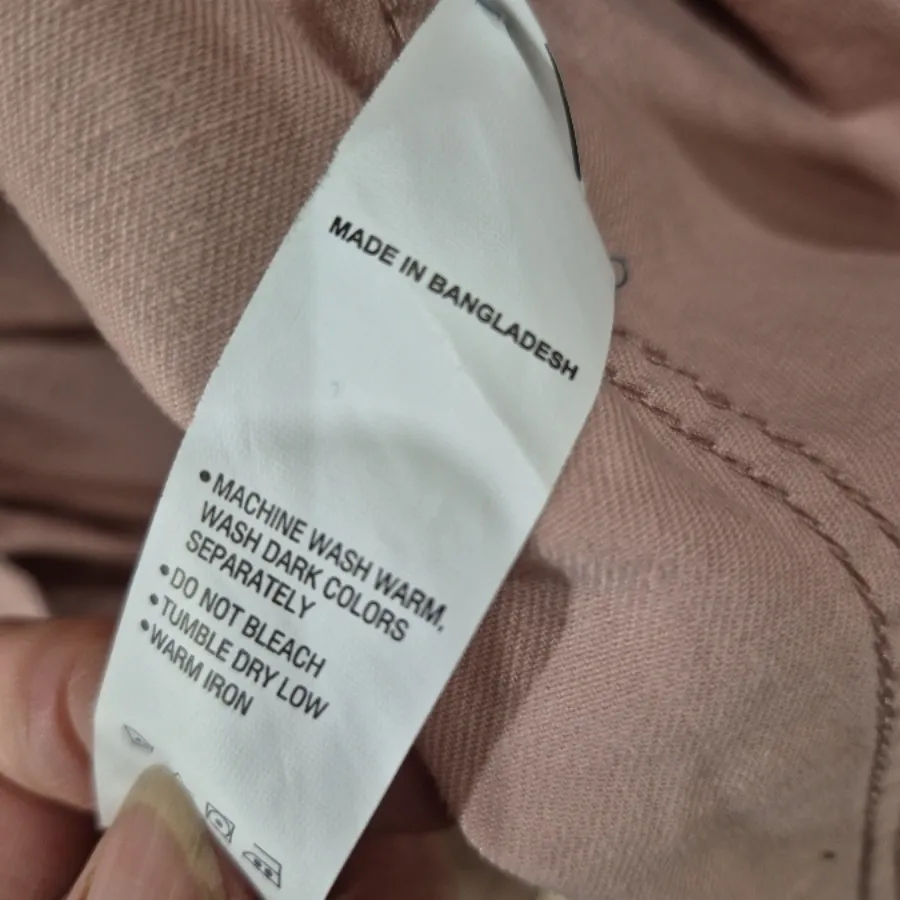 MADE IN BANGLADESH
• MACHINE WASH WARM.
WASH DARK COLORS
SEPARATELY
• DO NOT BLEACH
• TUMBLE DRY LOW
• WARM IRON